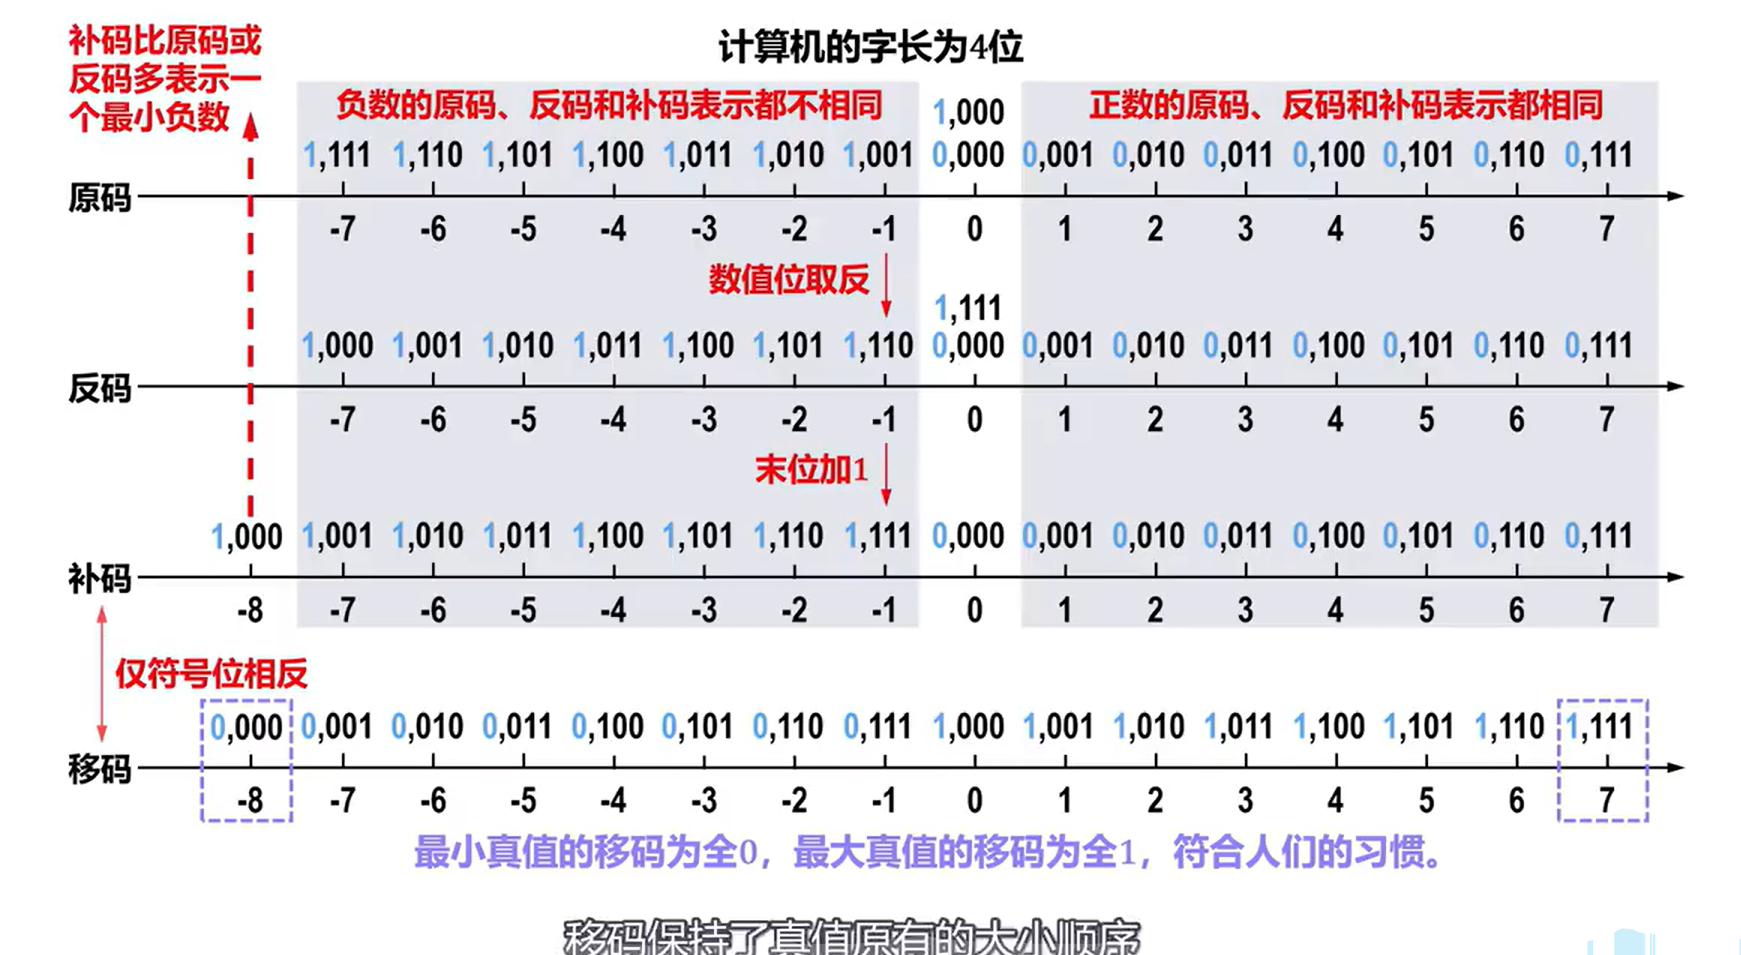 补码比原码或
反码多表示一
个最小负数
计算机的字长为4位
负数的原码、反码和补码表示都不相同
正数的原码、反码和补码表示都相同
1,000
1,111 1,110 1,101 1,100 1,011 1,010 1,001 0,000 0,001 0,010 0,011 0,100 0,101 0,110 0,111
原码
-7 -6 -5 -4 -3 -2 -1 0 1 2 3 4 5 6 7
数值位取反
1,111
1,000 1,001 1,010 1,011 1,100 1,101 1,110 0,000 0,001 0,010 0,011 0,100 0,101 0,110 0,111
反码
-7 -6 -5 -4 -3 -2 -1 0 1 2 3 4 5 6 7
末位加1
1,000 1,001 1,010 1,011 1,100 1,101 1,110 1,111 0,000 0,001 0,010 0,011 0,100 0,101 0,110 0,111
补码
-8 -7 -6 -5 -4 -3 -2 -1 0 1 2 3 4 5 6 7
仅符号位相反
0,000 0,001 0,010 0,011 0,100 0,101 0,110 0,111 1,000 1,001 1,010 1,011 1,100 1,101 1,110 1,111
移码
-8 -7 -6 -5 -4 -3 -2 -1 0 1 2 3 4 5 6 7
最小真值的移码为全0，最大真值的移码为全1，符合人们的习惯。
移码保持了真值原有的大小顺序